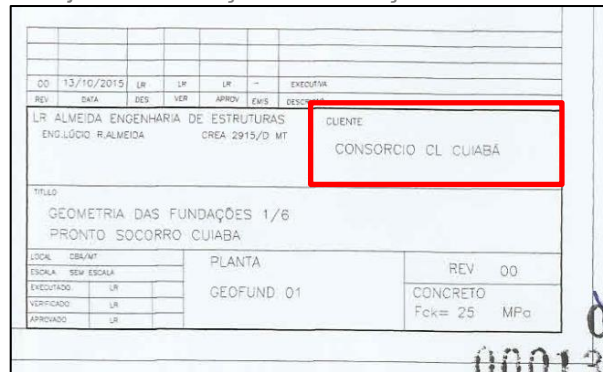 00 13/10/2015 LR LR LR - EXECUTIVA
REV DATA DES VER APROV EMIS
LR ALMEIDA ENGENHARIA DE ESTRUTURAS
ENG.LÚCIO R.ALMEIDA CREA 2915/D MT
CLIENTE
CONSORCIO CL CUIABÁ
TITULO
GEOMETRIA DAS FUNDAÇÕES 1/6
PRONTO SOCORRO CUIABA
LOCAL CBA/MT
ESCALA SEM ESCALA
EXECUTADO LR
VERIFICADO LR
APROVADO LR
PLANTA
GEOFUND 01
REV 00
CONCRETO
Fck= 25 MPa